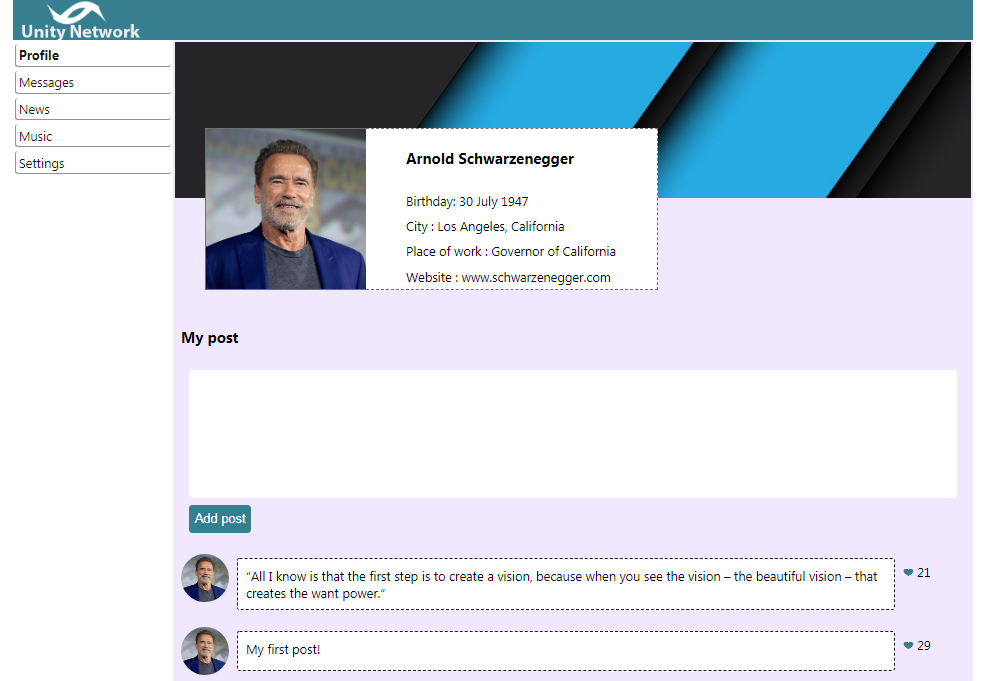 Unity Network
Profile
Messages
News
Music
Settings
Arnold Schwarzenegger
Birthday: 30 July 1947
City : Los Angeles, California
Place of work : Governor of California
Website : www.schwarzenegger.com
My post
Add post
“All I know is that the first step is to create a vision, because when you see the vision – the beautiful vision – that
creates the want power.”
21
My first post!
29